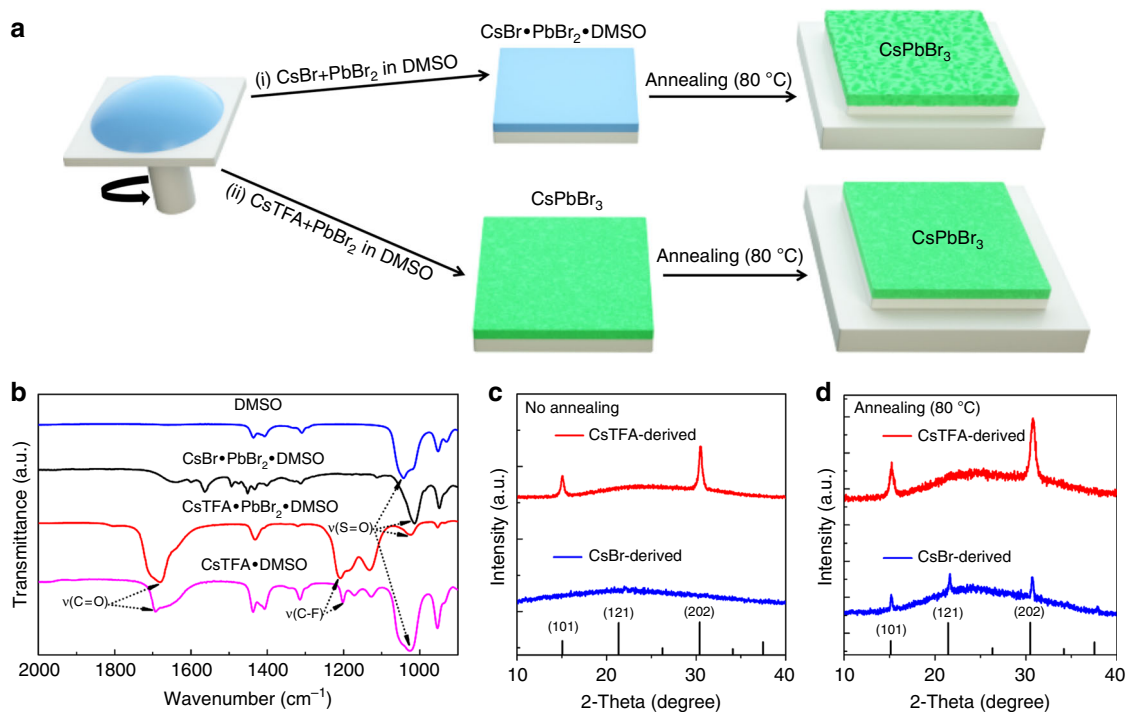 a
CsBr•PbBr₂•DMSO
(i) CsBr+PbBr₂ in DMSO
Annealing (80 °C)
CsPbBr₃
(ii) CsTFA+PbBr₂ in DMSO
CsPbBr₃
Annealing (80 °C)
CsPbBr₃
b
DMSO
CsBr•PbBr₂•DMSO
CsTFA•PbBr₂•DMSO
ν(S=O)
CsTFA•DMSO
ν(C=O)
ν(C-F)
Transmittance (a.u.)
2000 1800 1600 1400 1200 1000
Wavenumber (cm⁻¹)
c
No annealing
CsTFA-derived
CsBr-derived
(101) (121) (202)
Intensity (a.u.)
10 20 30 40
2-Theta (degree)
d
Annealing (80 °C)
CsTFA-derived
CsBr-derived
(101) (121) (202)
Intensity (a.u.)
10 20 30 40
2-Theta (degree)